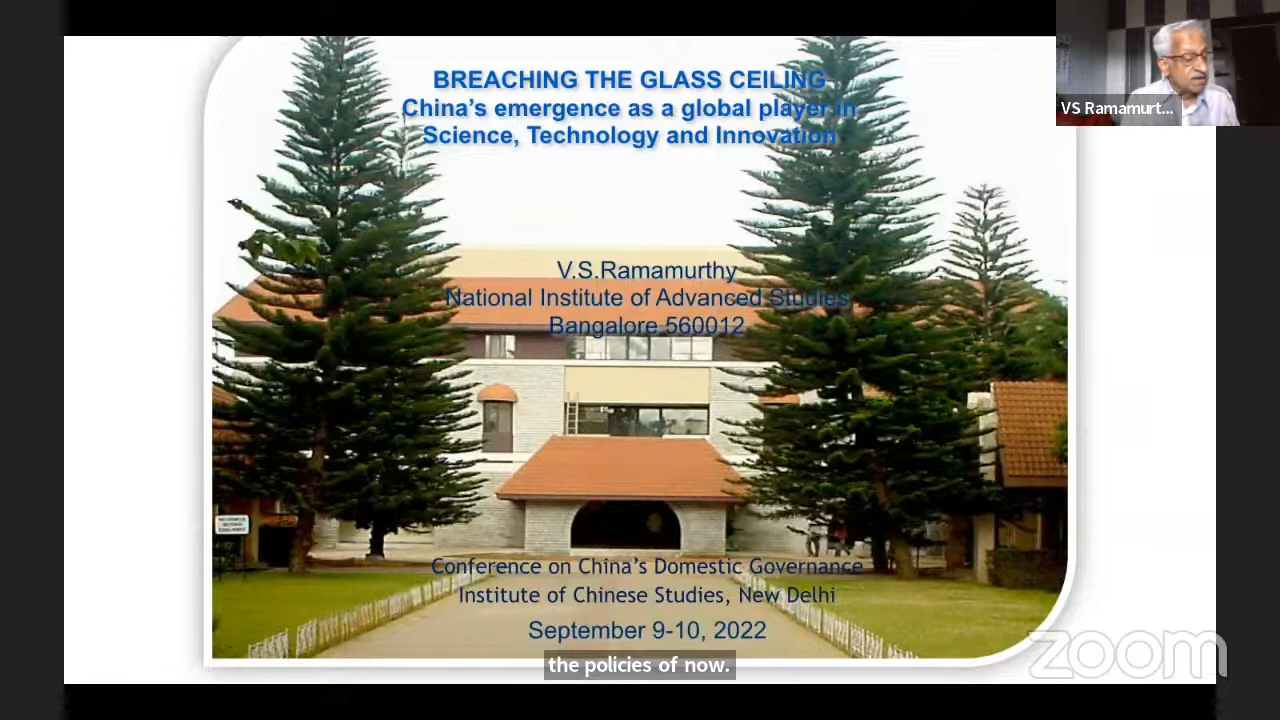 BREACHING THE GLASS CEILING
China's emergence as a global player in
Science, Technology and Innovation
VS Ramamurt...
V.S.Ramamurthy
National Institute of Advanced Studies
Bangalore 560012
Conference on China's Domestic Governance
Institute of Chinese Studies, New Delhi
September 9-10, 2022
the policies of now.
zoom